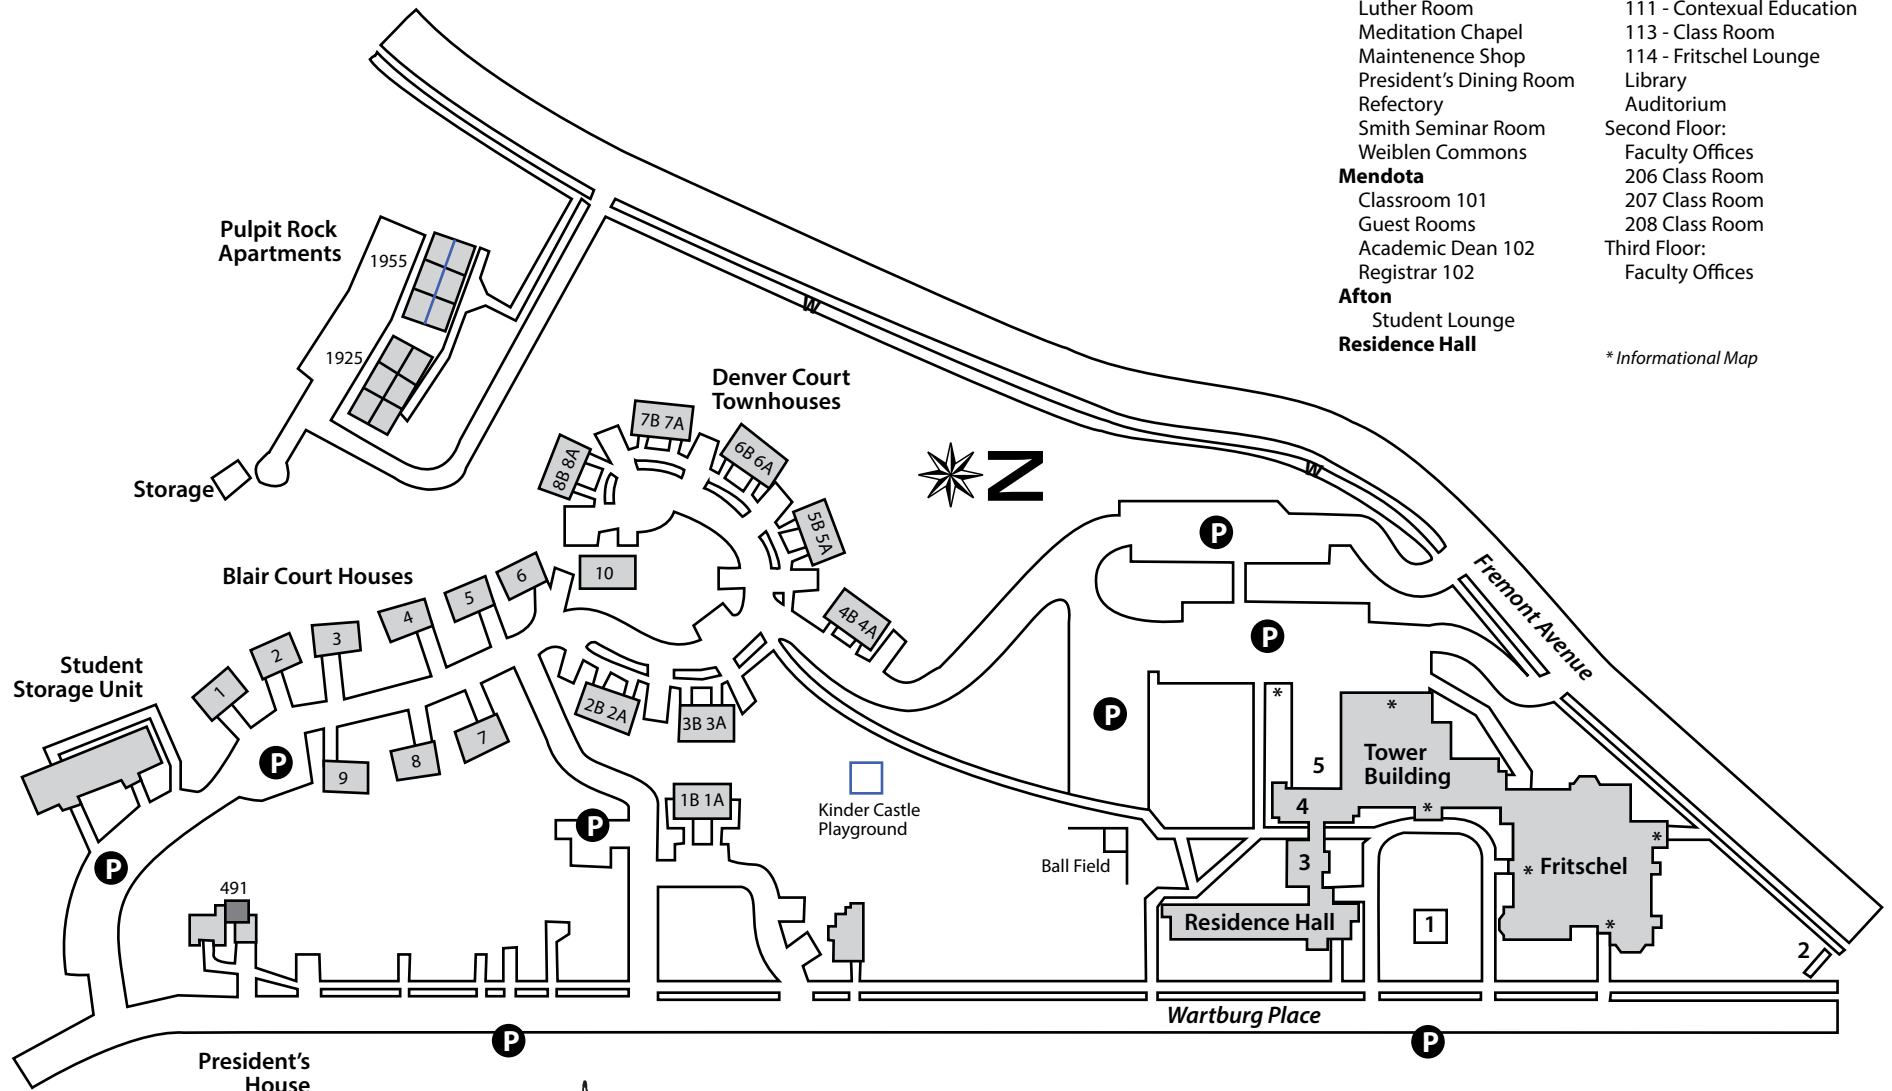 Luther Room
Meditation Chapel
Maintenence Shop
President's Dining Room
Refectory
Smith Seminar Room
Weiblen Commons
Mendota
Classroom 101
Guest Rooms
Academic Dean 102
Registrar 102
Afton
Student Lounge
Residence Hall
111 - Contexual Education
113 - Class Room
114 - Fritschel Lounge
Library
Auditorium
Second Floor:
Faculty Offices
206 Class Room
207 Class Room
208 Class Room
Third Floor:
Faculty Offices
* Informational Map
Pulpit Rock
Apartments
1955
1925
Storage
W
W
Denver Court
Townhouses
7B 7A
8B 8A
6B 6A
5B 5A
4B 4A
10
N
Blair Court Houses
1
2
3
4
5
6
7
8
9
2B 2A
3B 3A
1B 1A
Student
Storage Unit
P
P
P
P
P
P
P
P
Fremont Avenue
Kinder Castle
Playground
Ball Field
*
*
Tower
Building
5
4
*
3
*
* Fritschel
*
Residence Hall
1
2
491
Wartburg Place
President's
House